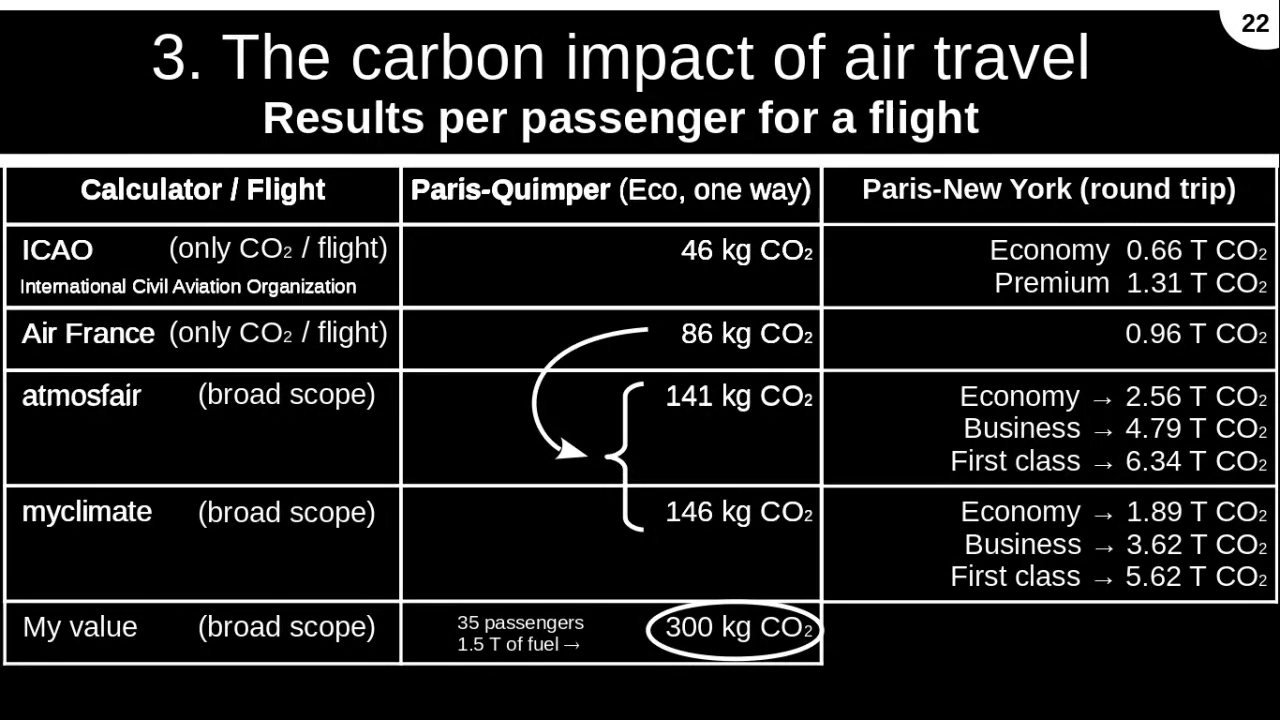 22
3. The carbon impact of air travel
Results per passenger for a flight
Calculator / Flight
Paris-Quimper (Eco, one way)
Paris-New York (round trip)
ICAO (only CO₂ / flight)
International Civil Aviation Organization
46 kg CO₂
Economy 0.66 T CO₂
Premium 1.31 T CO₂
Air France (only CO₂ / flight)
86 kg CO₂
0.96 T CO₂
atmosfair (broad scope)
141 kg CO₂
Economy → 2.56 T CO₂
Business → 4.79 T CO₂
First class → 6.34 T CO₂
myclimate (broad scope)
146 kg CO₂
Economy → 1.89 T CO₂
Business → 3.62 T CO₂
First class → 5.62 T CO₂
My value (broad scope)
35 passengers
1.5 T of fuel →
300 kg CO₂